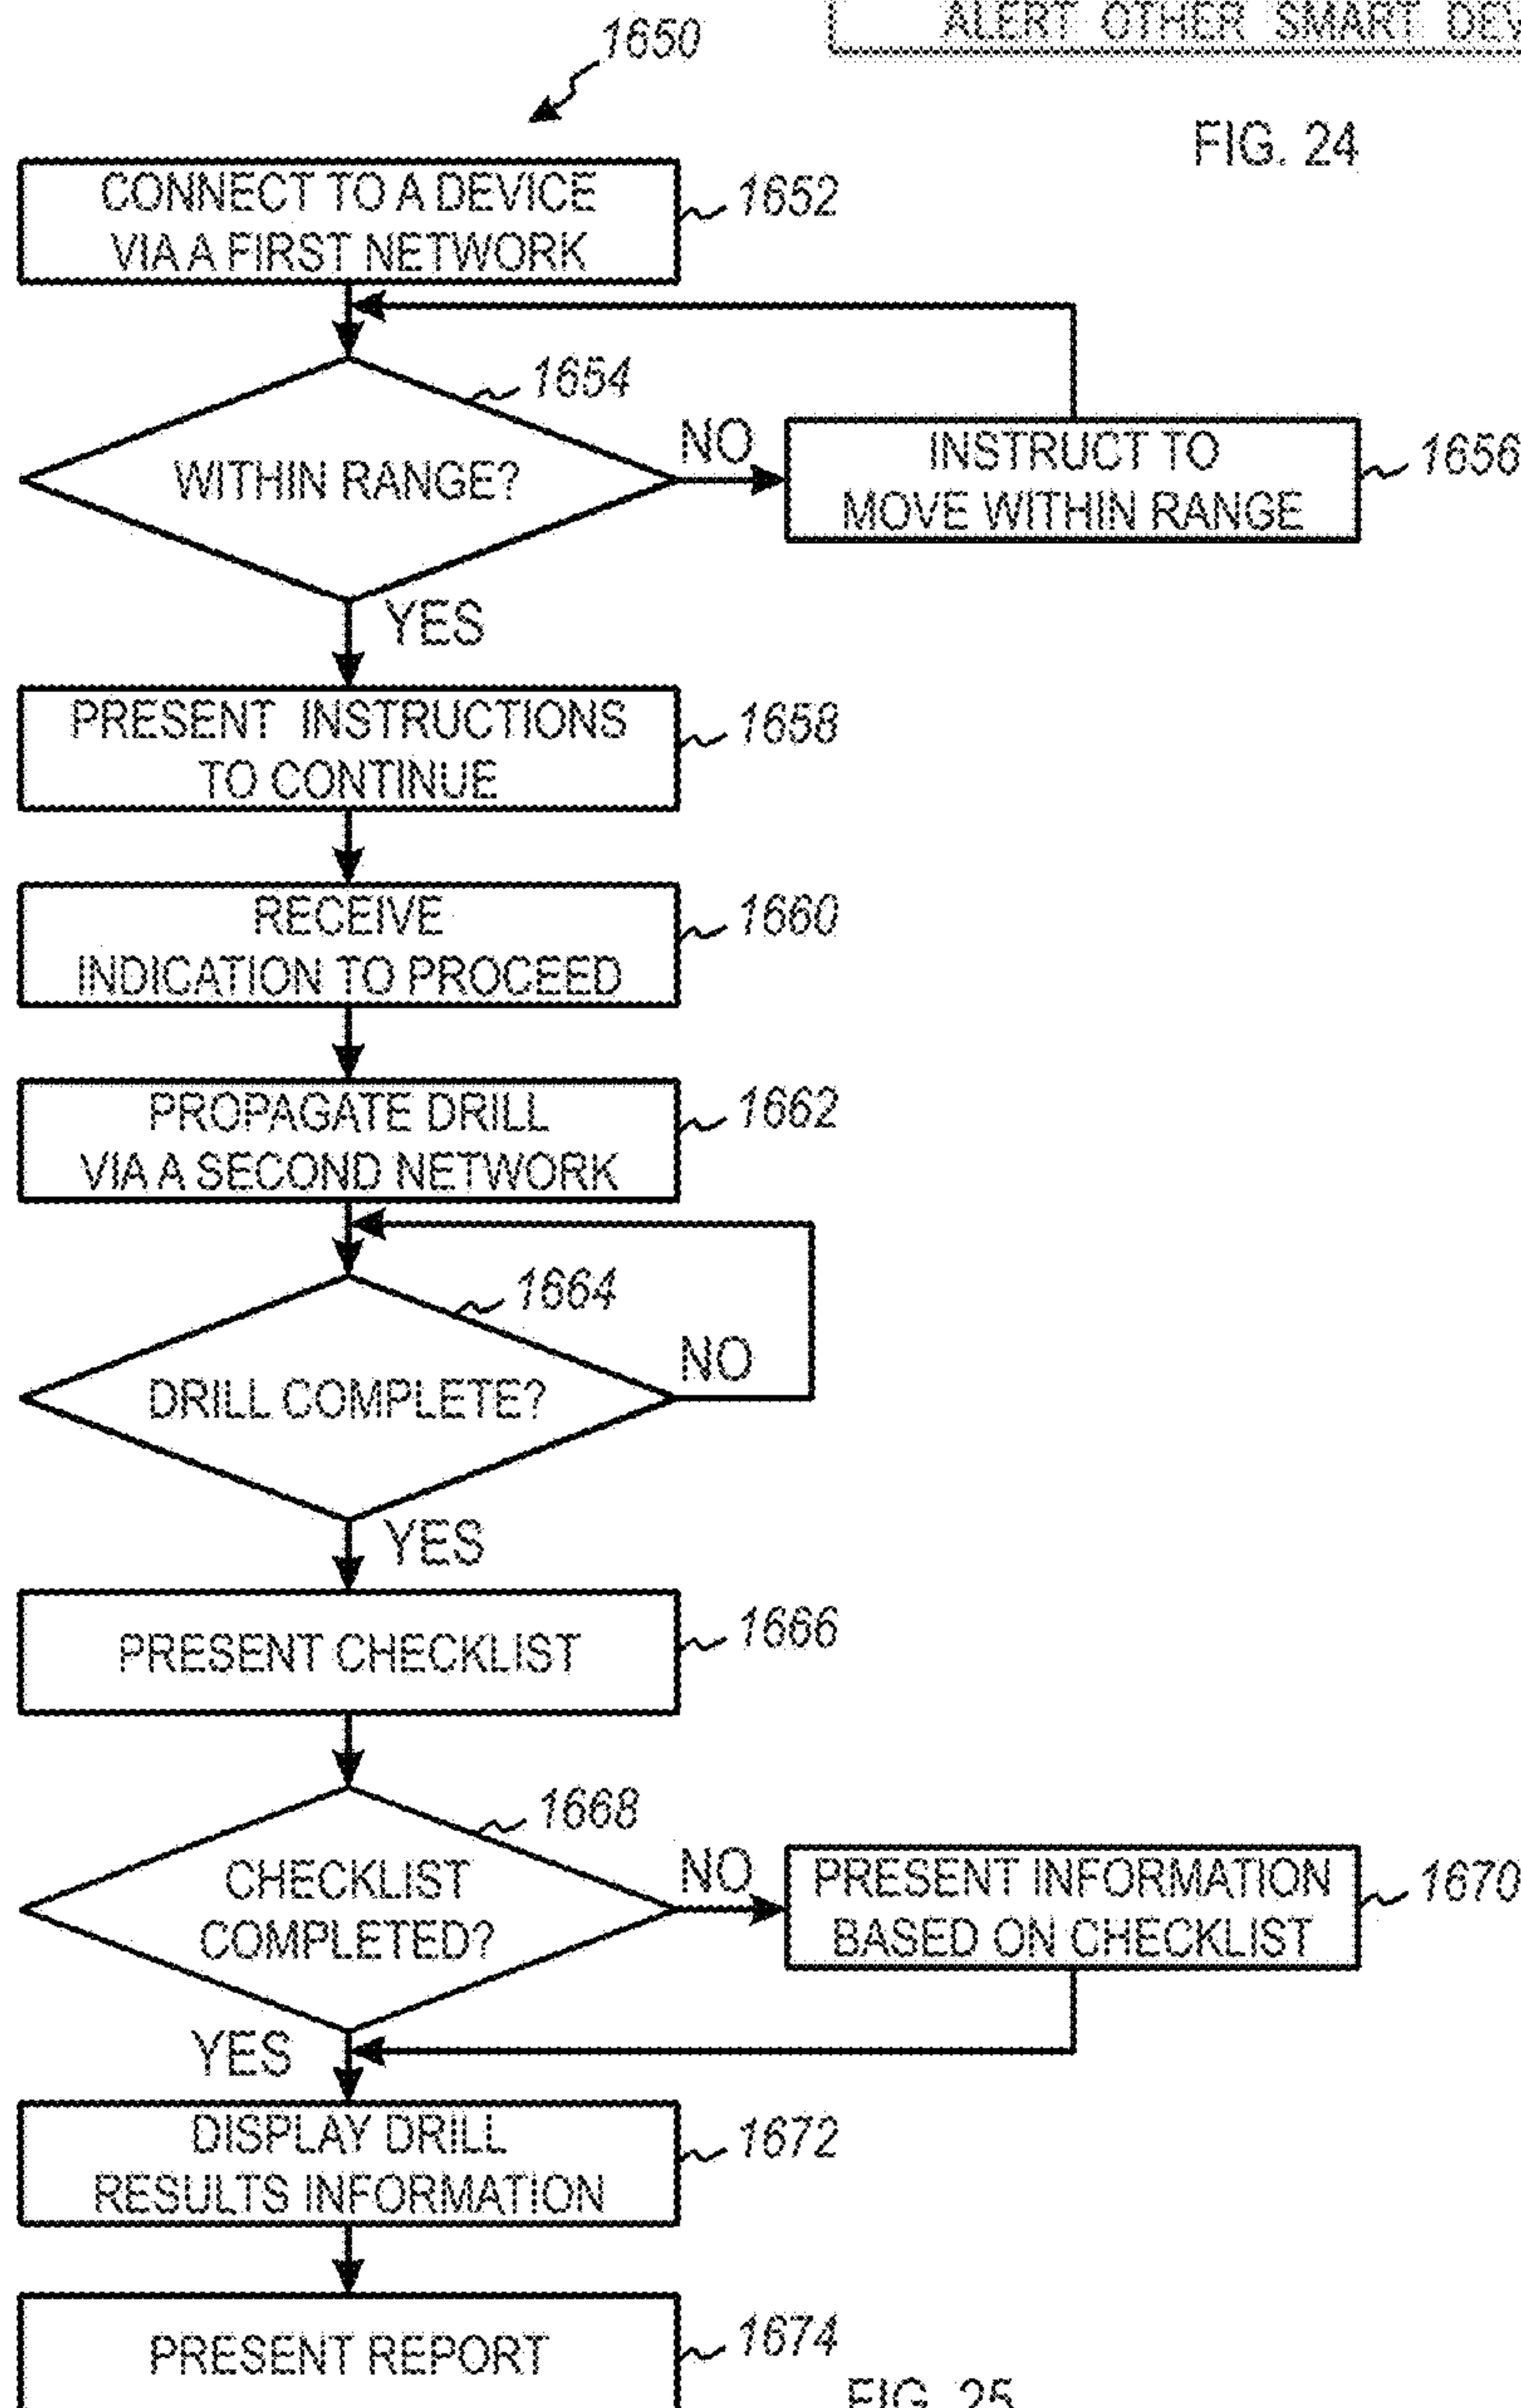 ALERT OTHER SMART DEV
1650
FIG. 24
CONNECT TO A DEVICE
VIA A FIRST NETWORK
1652
1654
WITHIN RANGE?
NO
INSTRUCT TO
MOVE WITHIN RANGE
1656
YES
PRESENT INSTRUCTIONS
TO CONTINUE
1658
RECEIVE
INDICATION TO PROCEED
1660
PROPAGATE DRILL
VIA A SECOND NETWORK
1662
1664
DRILL COMPLETE?
NO
YES
PRESENT CHECKLIST
1666
1668
CHECKLIST
COMPLETED?
NO
PRESENT INFORMATION
BASED ON CHECKLIST
1670
YES
DISPLAY DRILL
RESULTS INFORMATION
1672
PRESENT REPORT
1674
FIG. 25